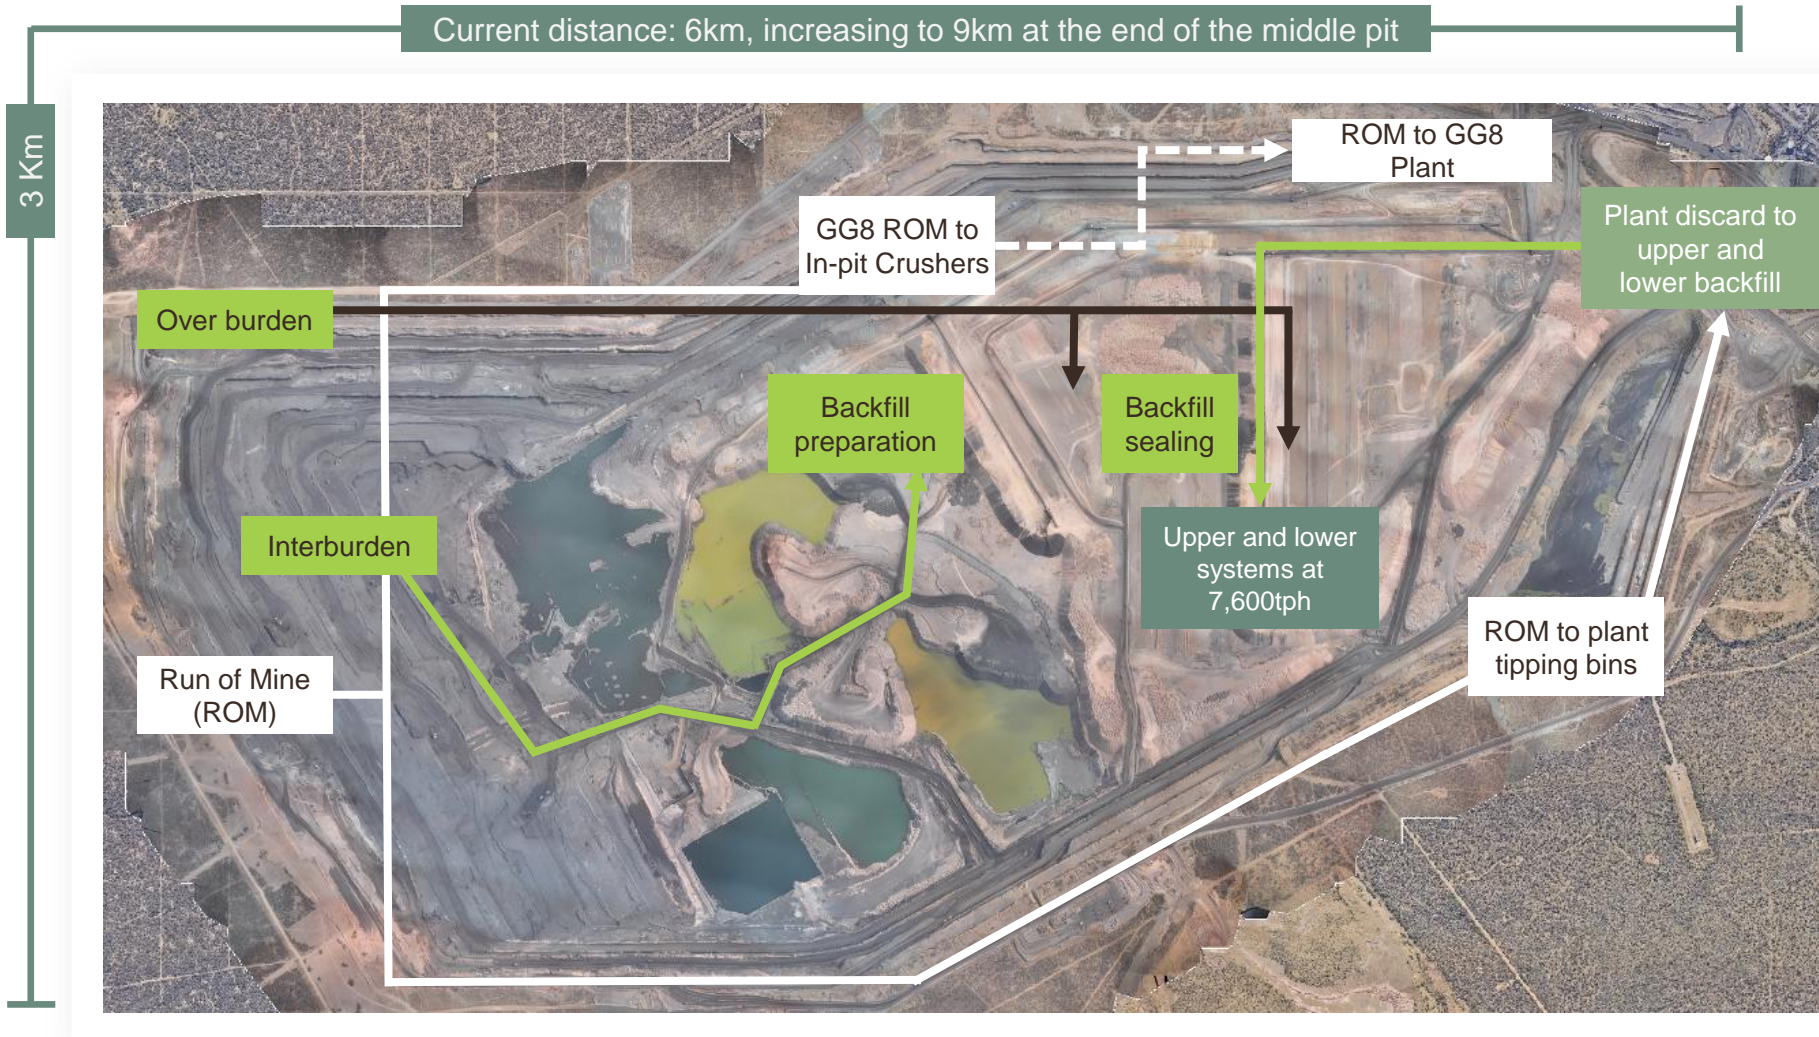 Current distance: 6km, increasing to 9km at the end of the middle pit
3 Km
ROM to GG8
Plant
GG8 ROM to
In-pit Crushers
Plant discard to
upper and
lower backfill
Over burden
Backfill
preparation
Backfill
sealing
Interburden
Upper and lower
systems at
7,600tph
ROM to plant
tipping bins
Run of Mine
(ROM)